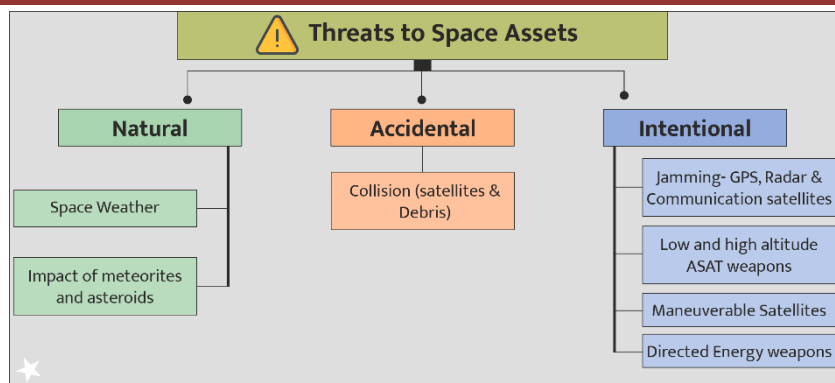 Threats to Space Assets
Natural
Accidental
Intentional
Space Weather
Impact of meteorites
and asteroids
Collision (satellites &
Debris)
Jamming- GPS, Radar &
Communication satellites
Low and high altitude
ASAT weapons
Maneuverable Satellites
Directed Energy weapons